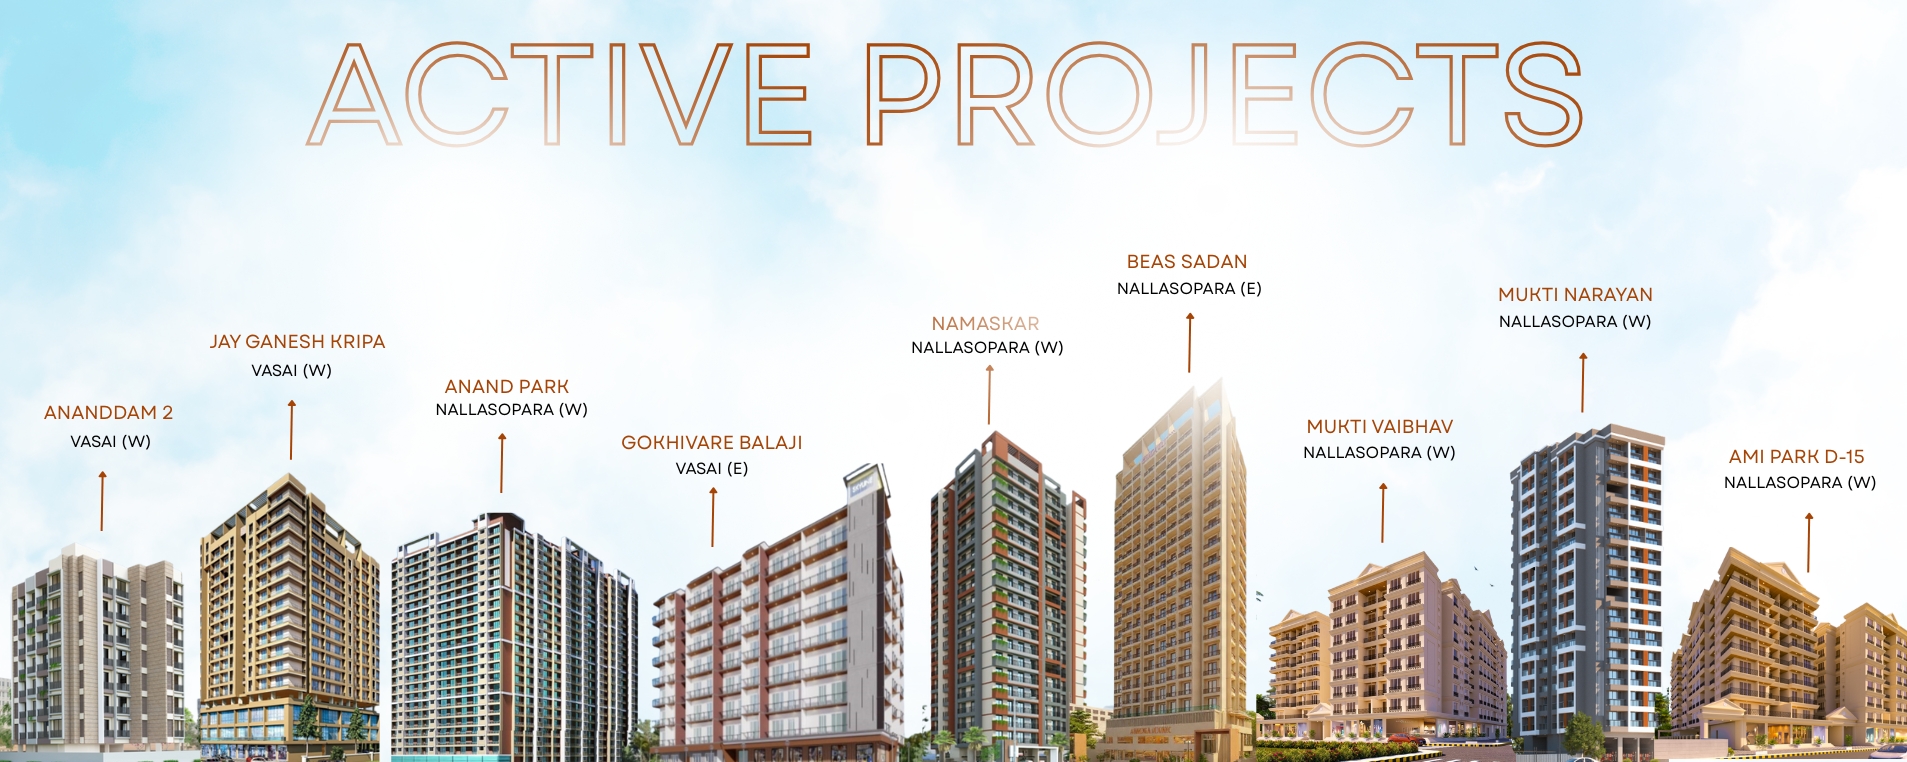 ACTIVE PROJECTS
ANANDDAM 2
VASAI (W)
JAY GANESH KRIPA
VASAI (W)
ANAND PARK
NALLASOPARA (W)
GOKHIVARE BALAJI
VASAI (E)
NAMASKAR
NALLASOPARA (W)
BEAS SADAN
NALLASOPARA (E)
MUKTI VAIBHAV
NALLASOPARA (W)
MUKTI NARAYAN
NALLASOPARA (W)
AMI PARK D-15
NALLASOPARA (W)